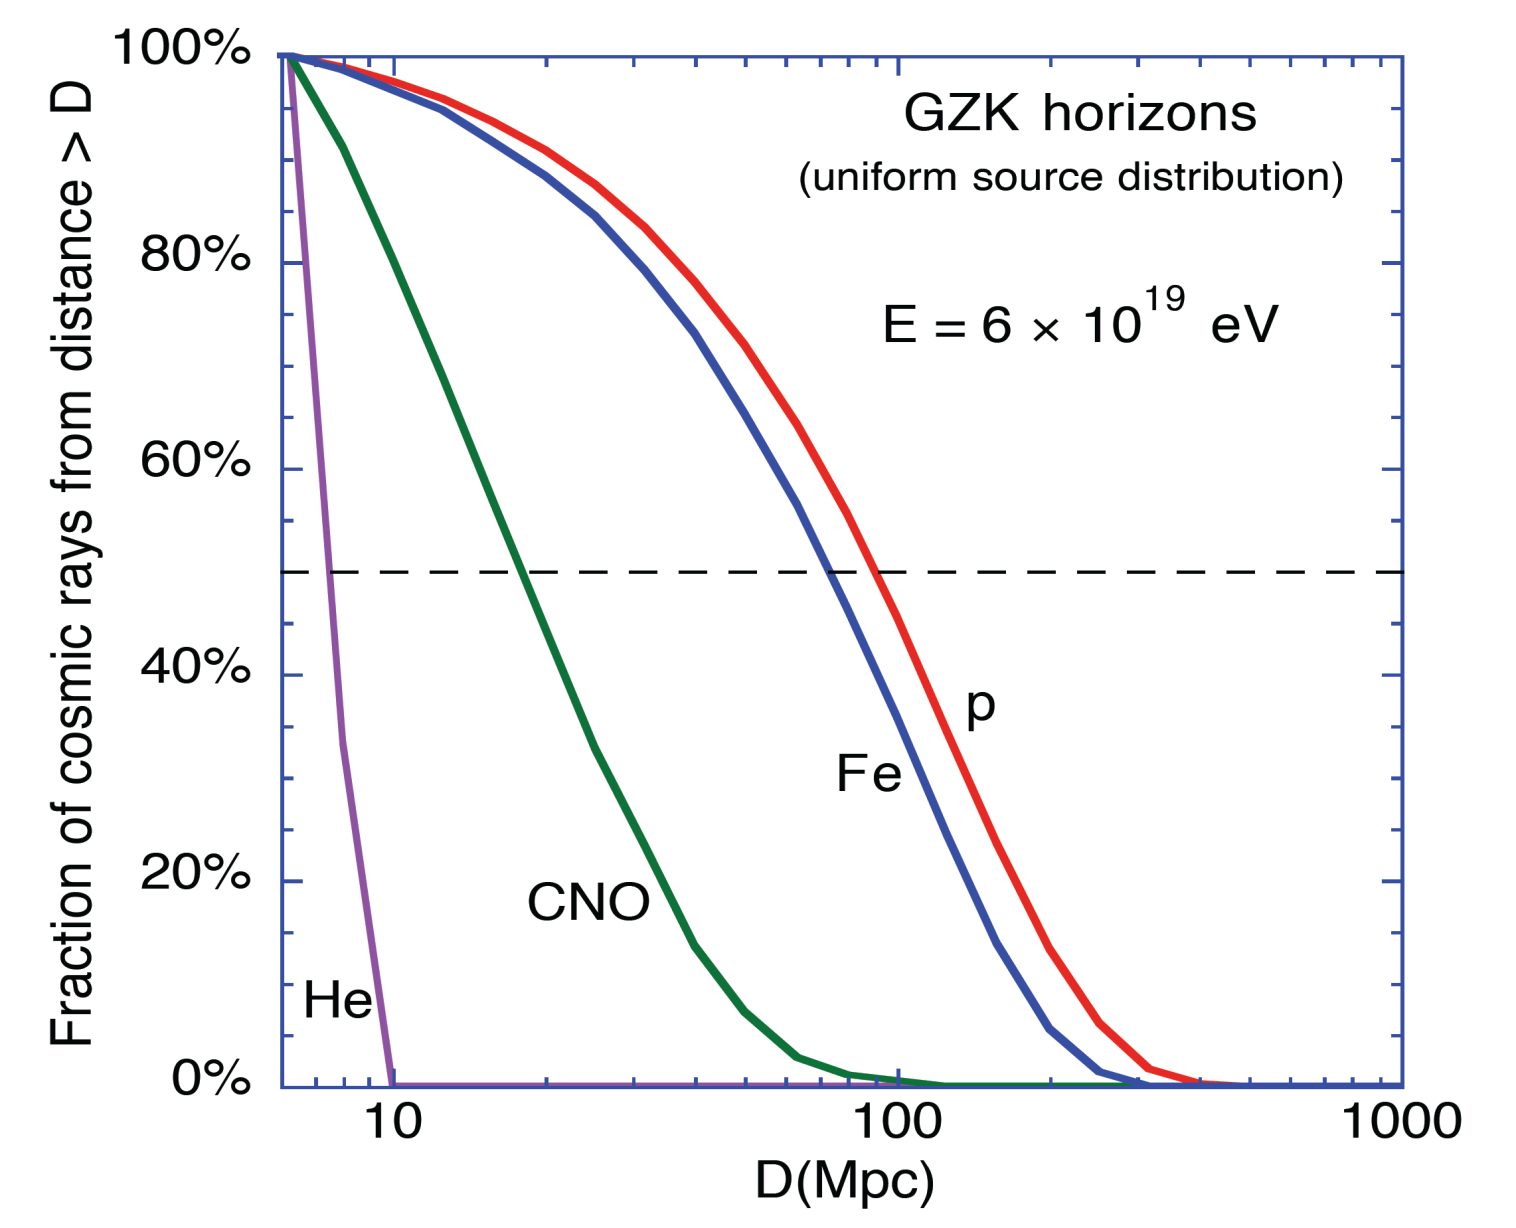 Fraction of cosmic rays from distance > D
100%
80%
60%
40%
20%
0%
GZK horizons
(uniform source distribution)
E = 6 × 10^19 eV
p
Fe
CNO
He
10
100
1000
D(Mpc)